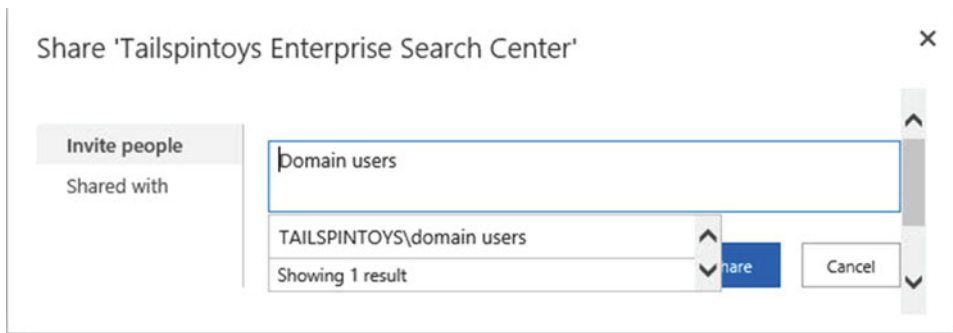 Share 'Tailspintoys Enterprise Search Center'
Invite people
Shared with
Domain users
TAILSPINTOYS\domain users
Showing 1 result
Cancel